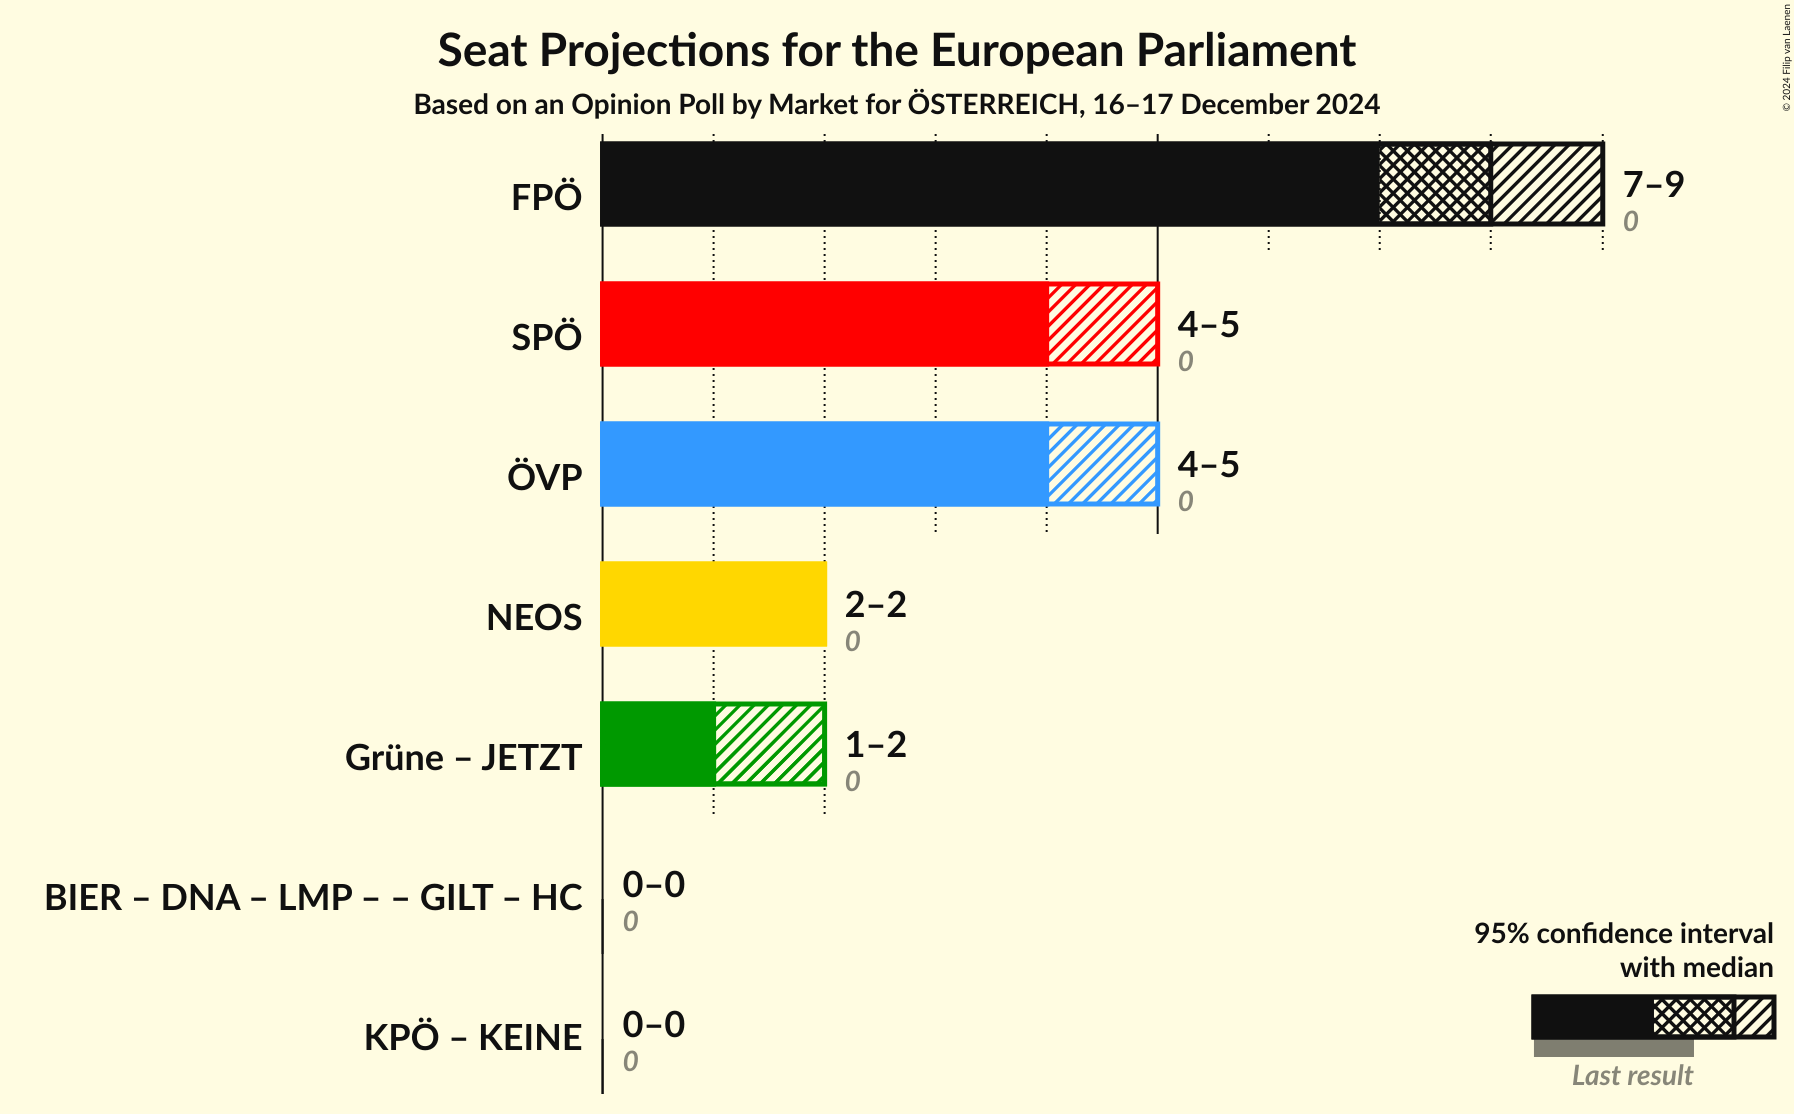 Seat Projections for the European Parliament
Based on an Opinion Poll by Market for ÖSTERREICH, 16–17 December 2024
© 2024 Filip van Laenen
FPÖ
7–9
0
SPÖ
4–5
0
ÖVP
4–5
0
NEOS
2–2
0
Grüne – JETZT
1–2
0
BIER – DNA – LMP – – GILT – HC
0–0
0
KPÖ – KEINE
0–0
0
95% confidence interval
with median
Last result